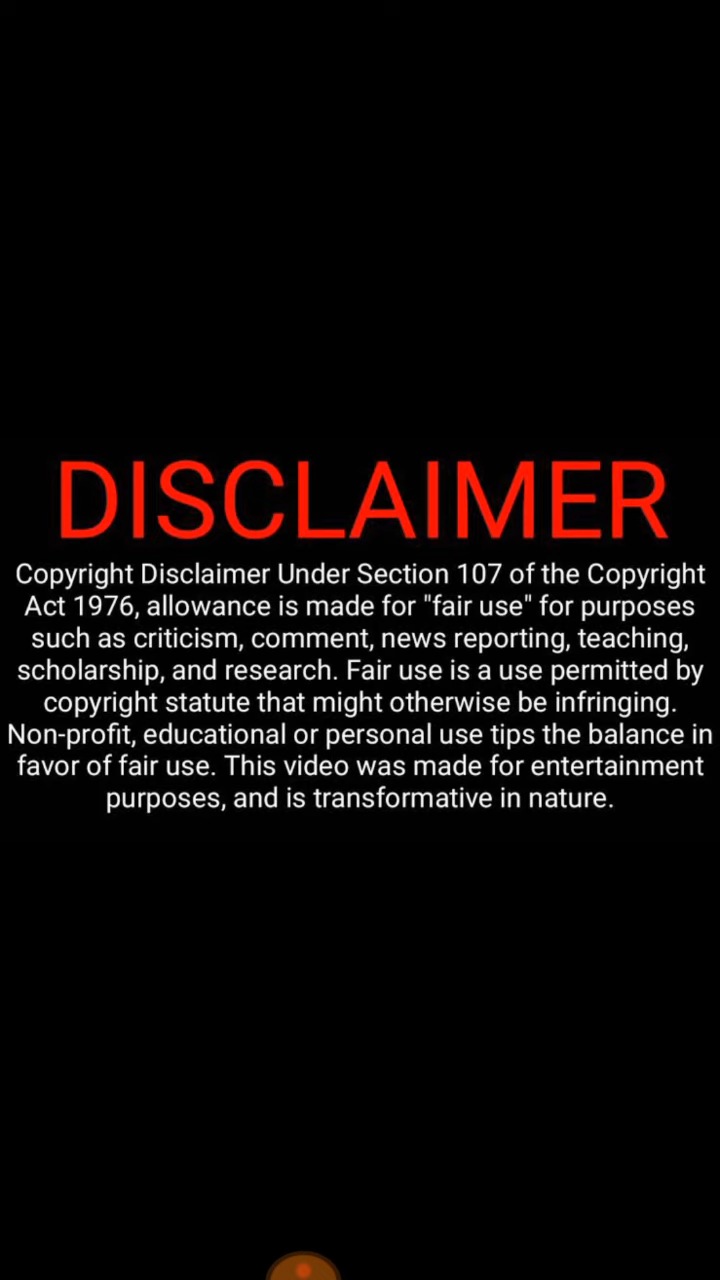 DISCLAIMER
Copyright Disclaimer Under Section 107 of the Copyright
Act 1976, allowance is made for "fair use" for purposes
such as criticism, comment, news reporting, teaching,
scholarship, and research. Fair use is a use permitted by
copyright statute that might otherwise be infringing.
Non-profit, educational or personal use tips the balance in
favor of fair use. This video was made for entertainment
purposes, and is transformative in nature.